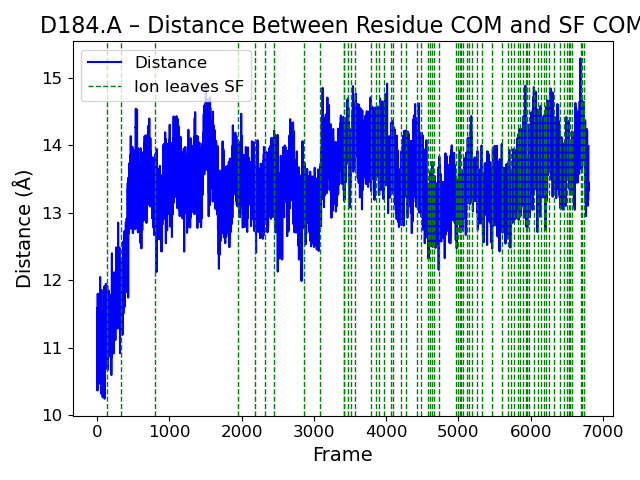 D184.A – Distance Between Residue COM and SF COM
Distance
Ion leaves SF
Distance (Å)
15
14
13
12
11
10
0 1000 2000 3000 4000 5000 6000 7000
Frame